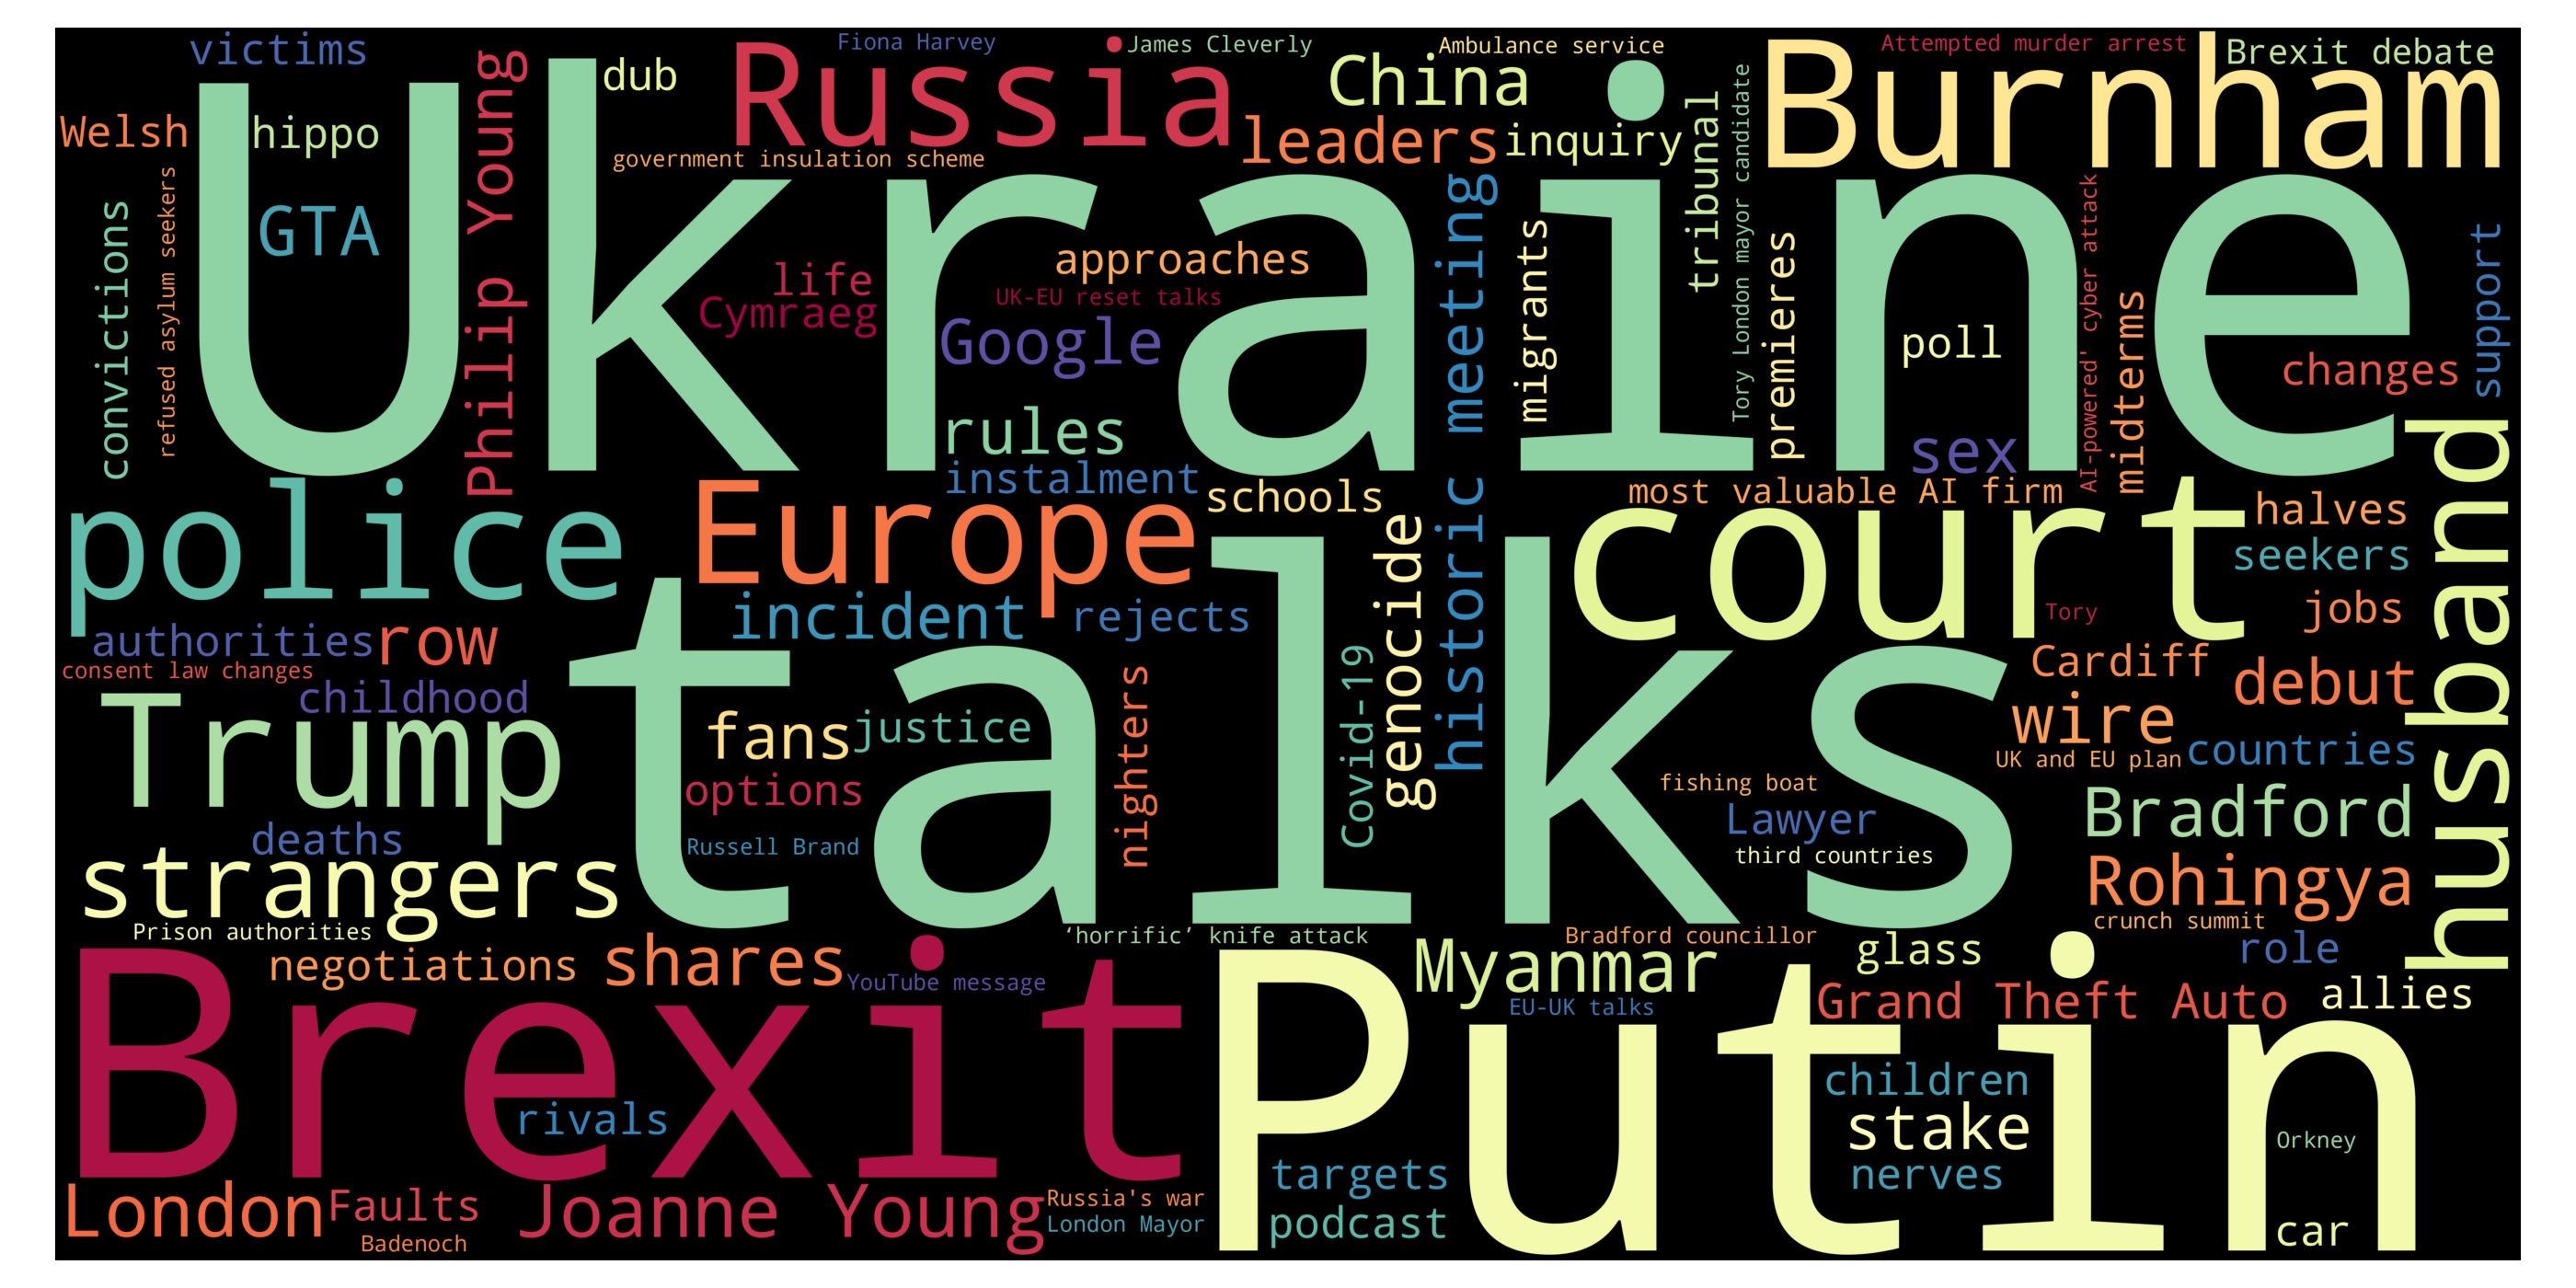 victims
Fiona Harvey
James Cleverly
Ambulance service
Attempted murder arrest
Brexit debate
dub
Russia
China
Burnham
Welsh
hippo
Philip Young
leaders
inquiry
government insulation scheme
Ukraine
GTA
convictions
refused asylum seekers
life
Cymraeg
approaches
UK-EU reset talks
Google
historic meeting
migrants
tribunal
Tory London mayor candidate
premieres
poll
AI-powered' cyber attack
midterms
changes
support
rules
instalment
schools
sex
most valuable AI firm
police
Europe
court
halves
seekers
husband
incident
rejects
genocide
Tory
jobs
authorities
row
consent law changes
childhood
Covid-19
Cardiff
debut
Trump
talks
fans
justice
nighters
wire
UK and EU plan
countries
options
fishing boat
Lawyer
Bradford
deaths
Russell Brand
third countries
strangers
Rohingya
Prison authorities
‘horrific’ knife attack
Bradford councillor
crunch summit
negotiations
shares
YouTube message
Myanmar
glass
role
EU-UK talks
Grand Theft Auto
allies
Brexit
Putin
rivals
children
stake
nerves
Orkney
London
Faults
Joanne Young
Russia's war
London Mayor
targets
podcast
car
Badenoch